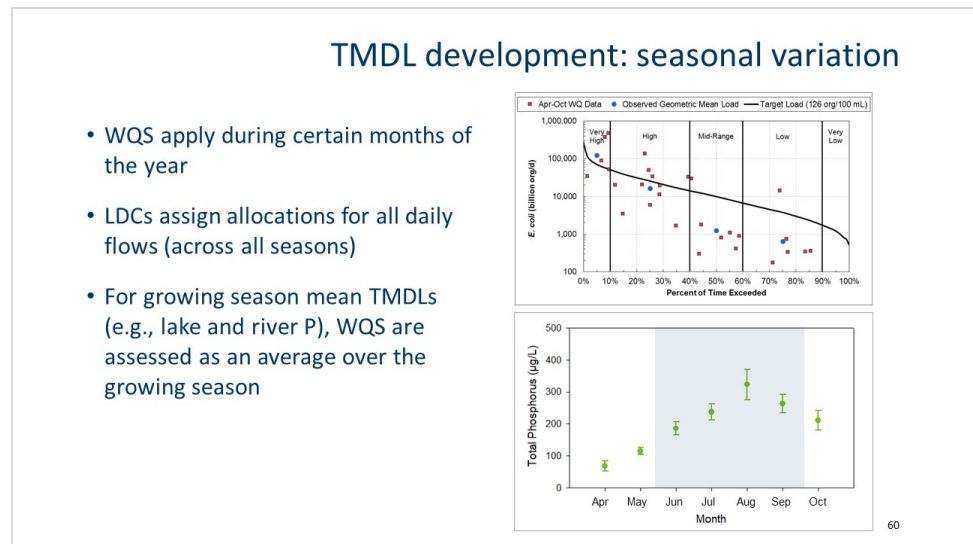 TMDL development: seasonal variation
• WQS apply during certain months of
the year
• LDCs assign allocations for all daily
flows (across all seasons)
• For growing season mean TMDLs
(e.g., lake and river P), WQS are
assessed as an average over the
growing season
Apr-Oct WQ Data Observed Geometric Mean Load Target Load (126 org/100 mL)
E. coli (billion org/d)
1,000,000
100,000
10,000
1,000
100
Very
High
High
Mid-Range
Low
Very
Low
0% 10% 20% 30% 40% 50% 60% 70% 80% 90% 100%
Percent of Time Exceeded
Total Phosphorus (µg/L)
500
400
300
200
100
0
Apr May Jun Jul Aug Sep Oct
Month
60